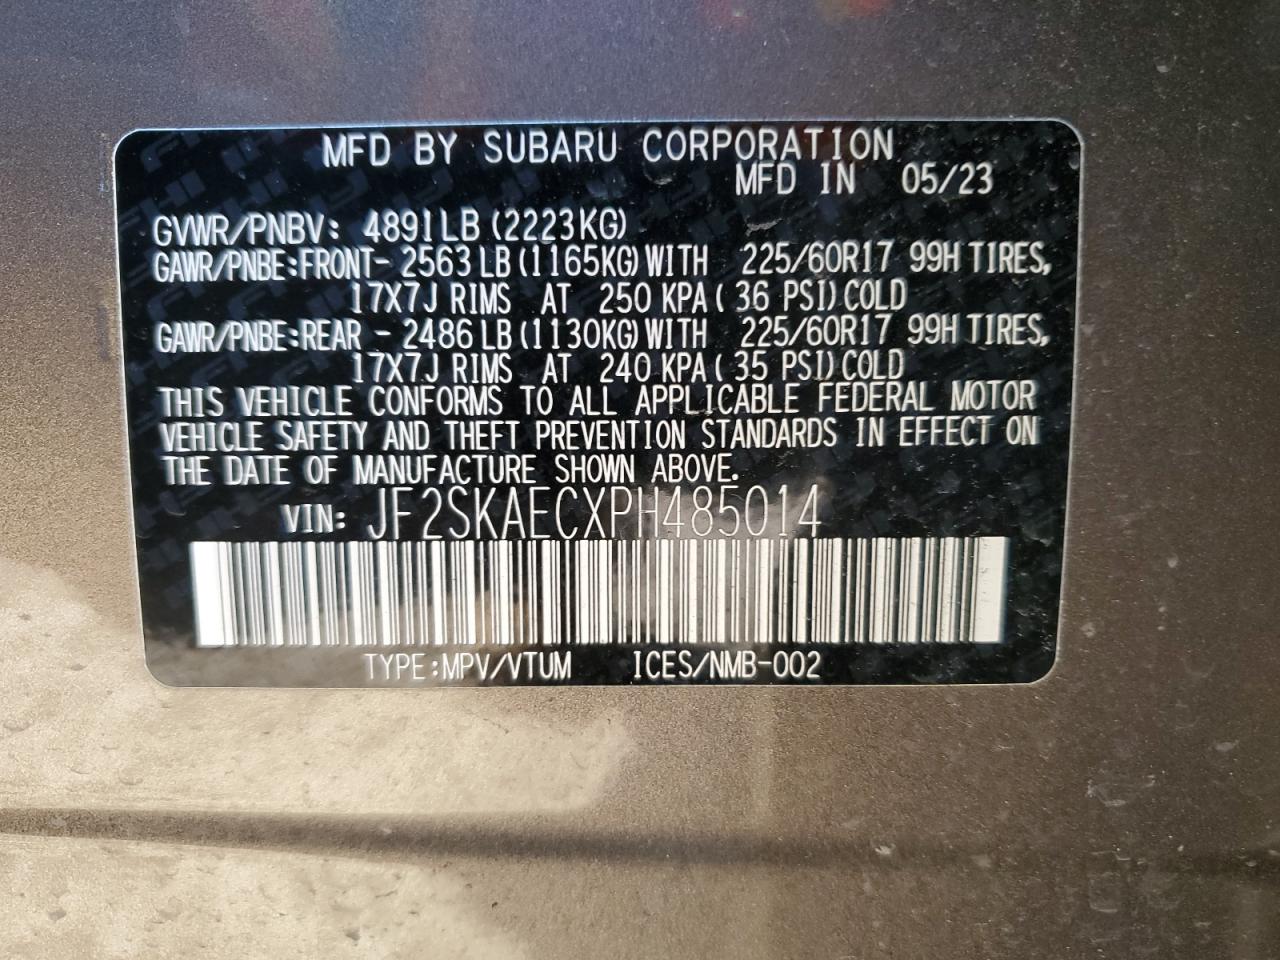 MFD BY SUBARU CORPORATION
MFD IN 05/23
GVWR/PNBV: 4891LB (2223KG)
GAWR/PNBE:FRONT- 2563 LB (1165KG) WITH 225/60R17 99H TIRES,
17X7J RIMS AT 250 KPA ( 36 PSI) COLD
GAWR/PNBE:REAR - 2486 LB (1130KG) WITH 225/60R17 99H TIRES,
17X7J RIMS AT 240 KPA ( 35 PSI) COLD
THIS VEHICLE CONFORMS TO ALL APPLICABLE FEDERAL MOTOR
VEHICLE SAFETY AND THEFT PREVENTION STANDARDS IN EFFECT ON
THE DATE OF MANUFACTURE SHOWN ABOVE.
VIN: JF2SKAECXPH485014
TYPE:MPV/VTUM ICES/NMB-002